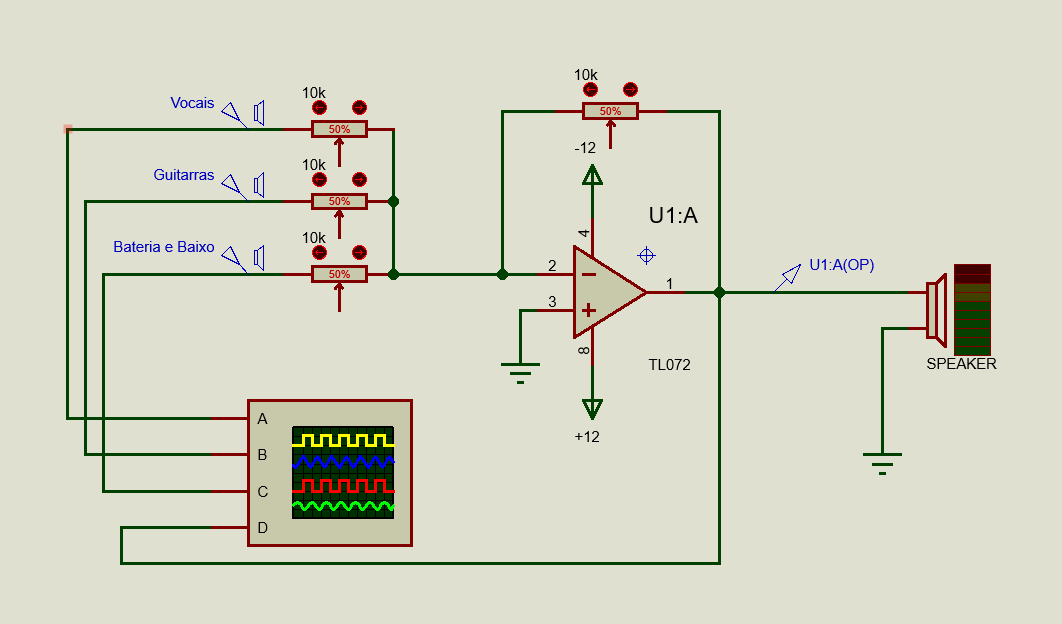 10k
Vocais
10k
50%
50%
-12
10k
Guitarras
50%
U1:A
4
10k
Bateria e Baixo
50%
2
3
1
U1:A(OP)
8
TL072
SPEAKER
+12
A
B
C
D